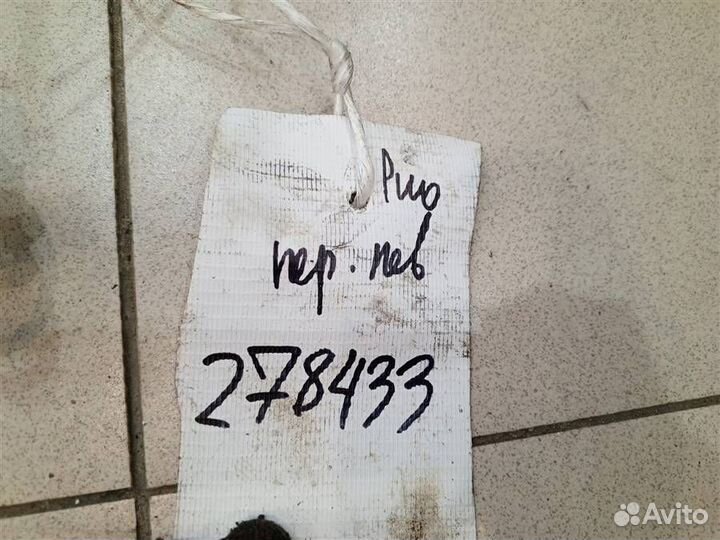 Рио
пер. лев
278433
Avito